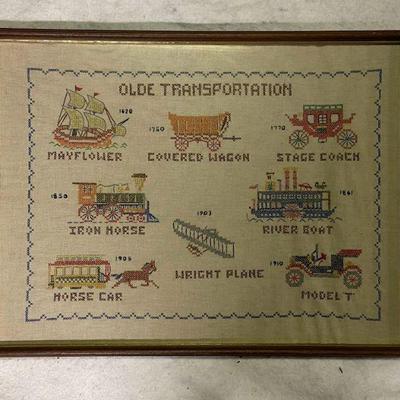 OLDE TRANSPORTATION
1620
1750
1770
MAYFLOWER
COVERED WAGON
STAGE COACH
1850
1861
IRON HORSE
1903
RIVER BOAT
1905
WRIGHT PLANE
1910
HORSE CAR
MODEL T